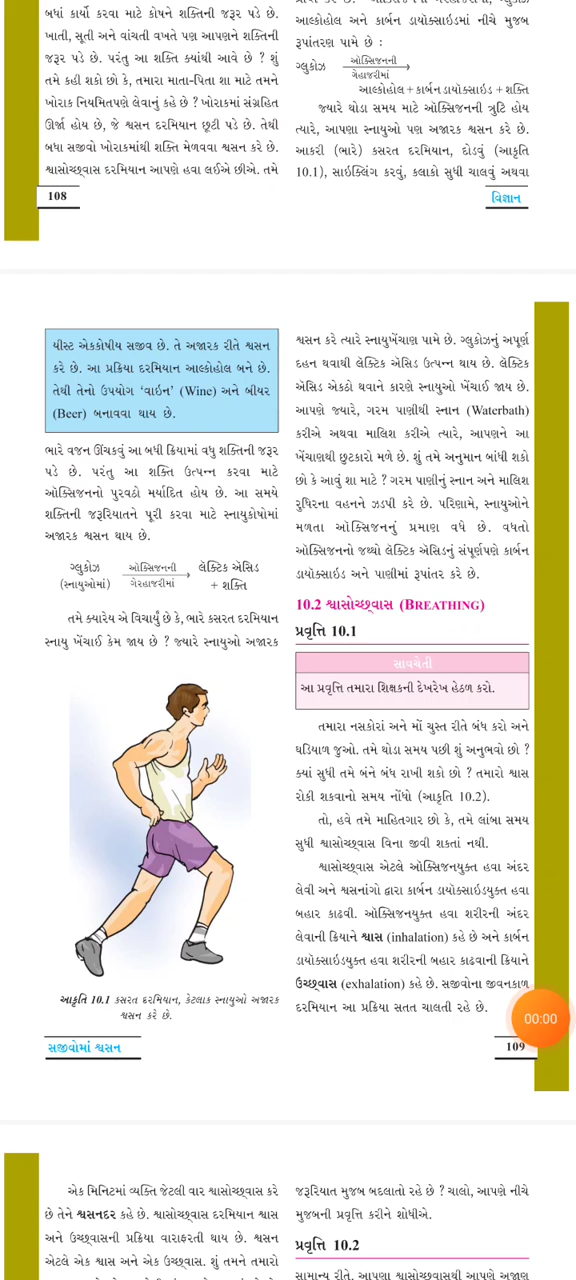 બધાં કાર્યો કરવા માટે કોષને શક્તિની જરૂર પડે છે.
ખાતી, સૂતી અને વાંચતી વખતે પણ આપણને શક્તિની
જરૂર પડે છે. પરંતુ આ શક્તિ ક્યાંથી આવે છે ? શું
તમે કહી શકો છો કે, તમારા માતા-પિતા શા માટે તમને
ખોરાક નિયમિતપણે લેવાનું કહે છે ? ખોરાકમાં સંગ્રહિત
ઊર્જા હોય છે, જે શ્વસન દરમિયાન છૂટી પડે છે. તેથી
બધા સજીવો ખોરાકમાંથી શક્તિ મેળવવા શ્વસન કરે છે.
શ્વાસોચ્છ્વાસ દરમિયાન આપણે હવા લઈએ છીએ. તમે
108
આલ્કોહોલ અને કાર્બન ડાયૉક્સાઇડમાં નીચે મુજબ
રૂપાંતરણ પામે છે :
ગ્લુકોઝ ઑક્સિજનની ગેરહાજરીમાં
આલ્કોહોલ + કાર્બન ડાયૉક્સાઇડ + શક્તિ
જ્યારે થોડા સમય માટે ઑક્સિજનની ત્રુટિ હોય
ત્યારે, આપણા સ્નાયુઓ પણ અજારક શ્વસન કરે છે.
આકરી (ભારે) કસરત દરમિયાન, દોડવું (આકૃતિ
10.1), સાઇક્લિંગ કરવું, કલાકો સુધી ચાલવું અથવા
વિજ્ઞાન
યીસ્ટ એકકોષીય સજીવ છે. તે અજારક રીતે શ્વસન
કરે છે. આ પ્રક્રિયા દરમિયાન આલ્કોહોલ બને છે.
તેથી તેનો ઉપયોગ ‘વાઇન’ (Wine) અને બીયર
(Beer) બનાવવા થાય છે.
ભારે વજન ઊંચકવું આ બધી ક્રિયામાં વધુ શક્તિની જરૂર
પડે છે. પરંતુ આ શક્તિ ઉત્પન્ન કરવા માટે
ઑક્સિજનનો પુરવઠો મર્યાદિત હોય છે. આ સમયે
શક્તિની જરૂરિયાતને પૂરી કરવા માટે સ્નાયુકોષોમાં
અજારક શ્વસન થાય છે.
ગ્લુકોઝ ઑક્સિજનની લેક્ટિક ઍસિડ
(સ્નાયુઓમાં) ગેરહાજરીમાં + શક્તિ
તમે ક્યારેય એ વિચાર્યું છે કે, ભારે કસરત દરમિયાન
સ્નાયુ ખેંચાઈ કેમ જાય છે ? જ્યારે સ્નાયુઓ અજારક
આકૃતિ 10.1 કસરત દરમિયાન, કેટલાક સ્નાયુઓ અજારક
શ્વસન કરે છે.
સજીવોમાં શ્વસન
શ્વસન કરે ત્યારે સ્નાયુખેંચાણ પામે છે. ગ્લુકોઝનું અપૂર્ણ
દહન થવાથી લેક્ટિક ઍસિડ ઉત્પન્ન થાય છે. લેક્ટિક
ઍસિડ એકઠો થવાને કારણે સ્નાયુઓ ખેંચાઈ જાય છે.
આપણે જ્યારે, ગરમ પાણીથી સ્નાન (Waterbath)
કરીએ અથવા માલિશ કરીએ ત્યારે, આપણને આ
ખેંચાણથી છુટકારો મળે છે. શું તમે અનુમાન બાંધી શકો
છો કે આવું શા માટે ? ગરમ પાણીનું સ્નાન અને માલિશ
રુધિરના વહનને ઝડપી કરે છે. પરિણામે, સ્નાયુઓને
મળતા ઑક્સિજનનું પ્રમાણ વધે છે. વધતો
ઑક્સિજનનો જથ્થો લેક્ટિક ઍસિડનું સંપૂર્ણપણે કાર્બન
ડાયૉક્સાઇડ અને પાણીમાં રૂપાંતર કરે છે.
10.2 શ્વાસોચ્છ્વાસ (BREATHING)
પ્રવૃત્તિ 10.1
સાવચેતી
આ પ્રવૃત્તિ તમારા શિક્ષકની દેખરેખ હેઠળ કરો.
તમારા નસકોરાં અને મોં ચુસ્ત રીતે બંધ કરો અને
ઘડિયાળ જુઓ. તમે થોડા સમય પછી શું અનુભવો છો ?
ક્યાં સુધી તમે બંને બંધ રાખી શકો છો ? તમારો શ્વાસ
રોકી શકવાનો સમય નોંધો (આકૃતિ 10.2).
તો, હવે તમે માહિતગાર છો કે, તમે લાંબા સમય
સુધી શ્વાસોચ્છ્વાસ વિના જીવી શકતાં નથી.
શ્વાસોચ્છ્વાસ એટલે ઑક્સિજનયુક્ત હવા અંદર
લેવી અને શ્વસનાંગો દ્વારા કાર્બન ડાયૉક્સાઇડયુક્ત હવા
બહાર કાઢવી. ઑક્સિજનયુક્ત હવા શરીરની અંદર
લેવાની ક્રિયાને શ્વાસ (inhalation) કહે છે અને કાર્બન
ડાયૉક્સાઇડયુક્ત હવા શરીરની બહાર કાઢવાની ક્રિયાને
ઉચ્છ્વાસ (exhalation) કહે છે. સજીવોના જીવનકાળ
દરમિયાન આ પ્રક્રિયા સતત ચાલતી રહે છે.
00:00
109
એક મિનિટમાં વ્યક્તિ જેટલી વાર શ્વાસોચ્છ્વાસ કરે
છે તેને શ્વસનદર કહે છે. શ્વાસોચ્છ્વાસ દરમિયાન શ્વાસ
અને ઉચ્છ્વાસની પ્રક્રિયા વારાફરતી થાય છે. શ્વસન
એટલે એક શ્વાસ અને એક ઉચ્છ્વાસ. શું તમને તમારો
જરૂરિયાત મુજબ બદલાતો રહે છે ? ચાલો, આપણે નીચે
મુજબની પ્રવૃત્તિ કરીને શોધીએ.
પ્રવૃત્તિ 10.2
સામાન્ય રીતે, આપણા શ્વાસોચ્છ્વાસથી આપણે અજાણ